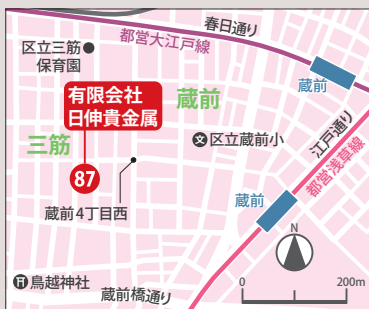 春日通り
都営大江戸線
区立三筋
保育園
蔵前
有限会社
日伸貴金属
蔵前
江戸通り
区立蔵前小
文
都営浅草線
三筋
87
蔵前
蔵前4丁目西
N
鳥越神社
蔵前橋通り
0
200m